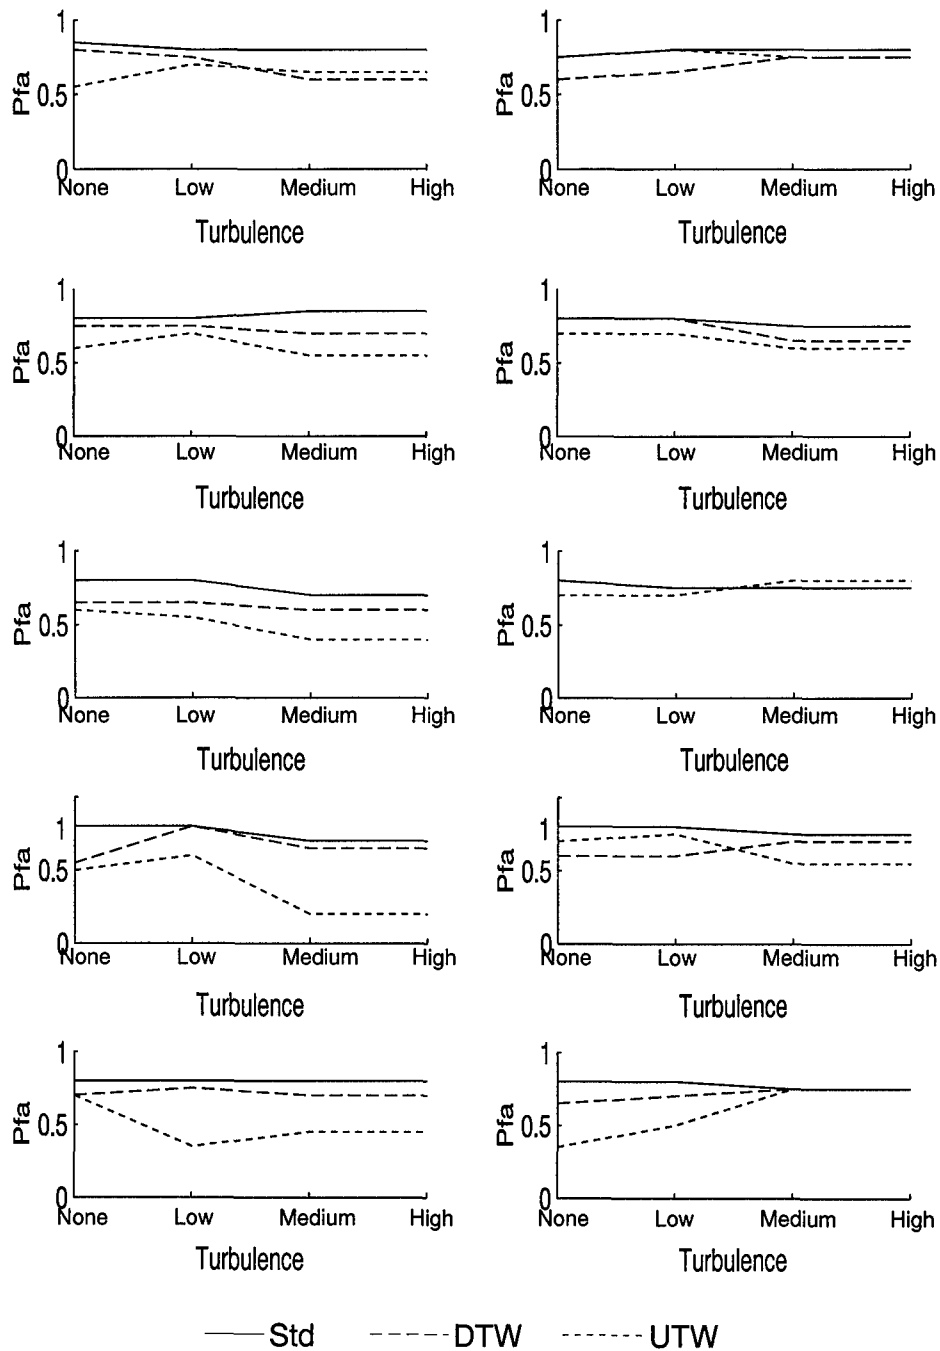 1 1
Pfa 0.5 Pfa 0.5
0 0
None Low Medium High None Low Medium High
Turbulence Turbulence
1 1
Pfa 0.5 Pfa 0.5
0 0
None Low Medium High None Low Medium High
Turbulence Turbulence
1 1
Pfa 0.5 Pfa 0.5
0 0
None Low Medium High None Low Medium High
Turbulence Turbulence
1 1
Pfa 0.5 Pfa 0.5
0 0
None Low Medium High None Low Medium High
Turbulence Turbulence
1 1
Pfa 0.5 Pfa 0.5
0 0
None Low Medium High None Low Medium High
Turbulence Turbulence
Std DTW UTW